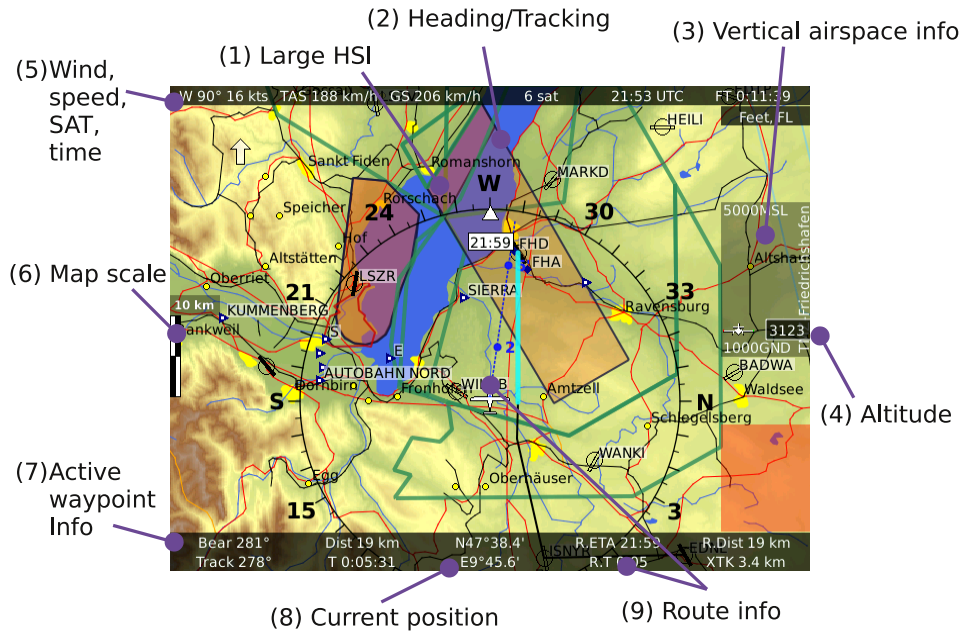 (2) Heading/Tracking
(3) Vertical airspace info
(1) Large HSI
(5) Wind,
speed,
SAT,
time
W 90° 16 kts TAS 188 km/h GS 206 km/h 6 sat 21:53 UTC FT 0:11:39
Feet, FL
HEILI
Sankt Fiden
Romanshorn
MARKD
W
Rorschach
Speicher
24
30
5000MSL
Hof
21:59
FHD
Altstätten
FHA
Altsha
(6) Map scale
LSZR
Oberriet
SIERRA
21
33
10 km
KUMMENBERG
Ravensburg
Friedrichshafen
rankweil
S
3123
E
2
1000GND
AUTOBAHN NORD
BADWA
Dornbirn
Fronhofen
Amtzell
Waldsee
S
N
(4) Altitude
Schlogelsberg
WANKI
(7) Active
waypoint
Info
Egg
Oberhäuser
15
3
Bear 281° Dist 19 km N47°38.4' R.ETA 21:59 R.Dist 19 km
HSNYR
EDNL
Track 278° T 0:05:31 E9°45.6' XTK 3.4 km
(8) Current position
(9) Route info